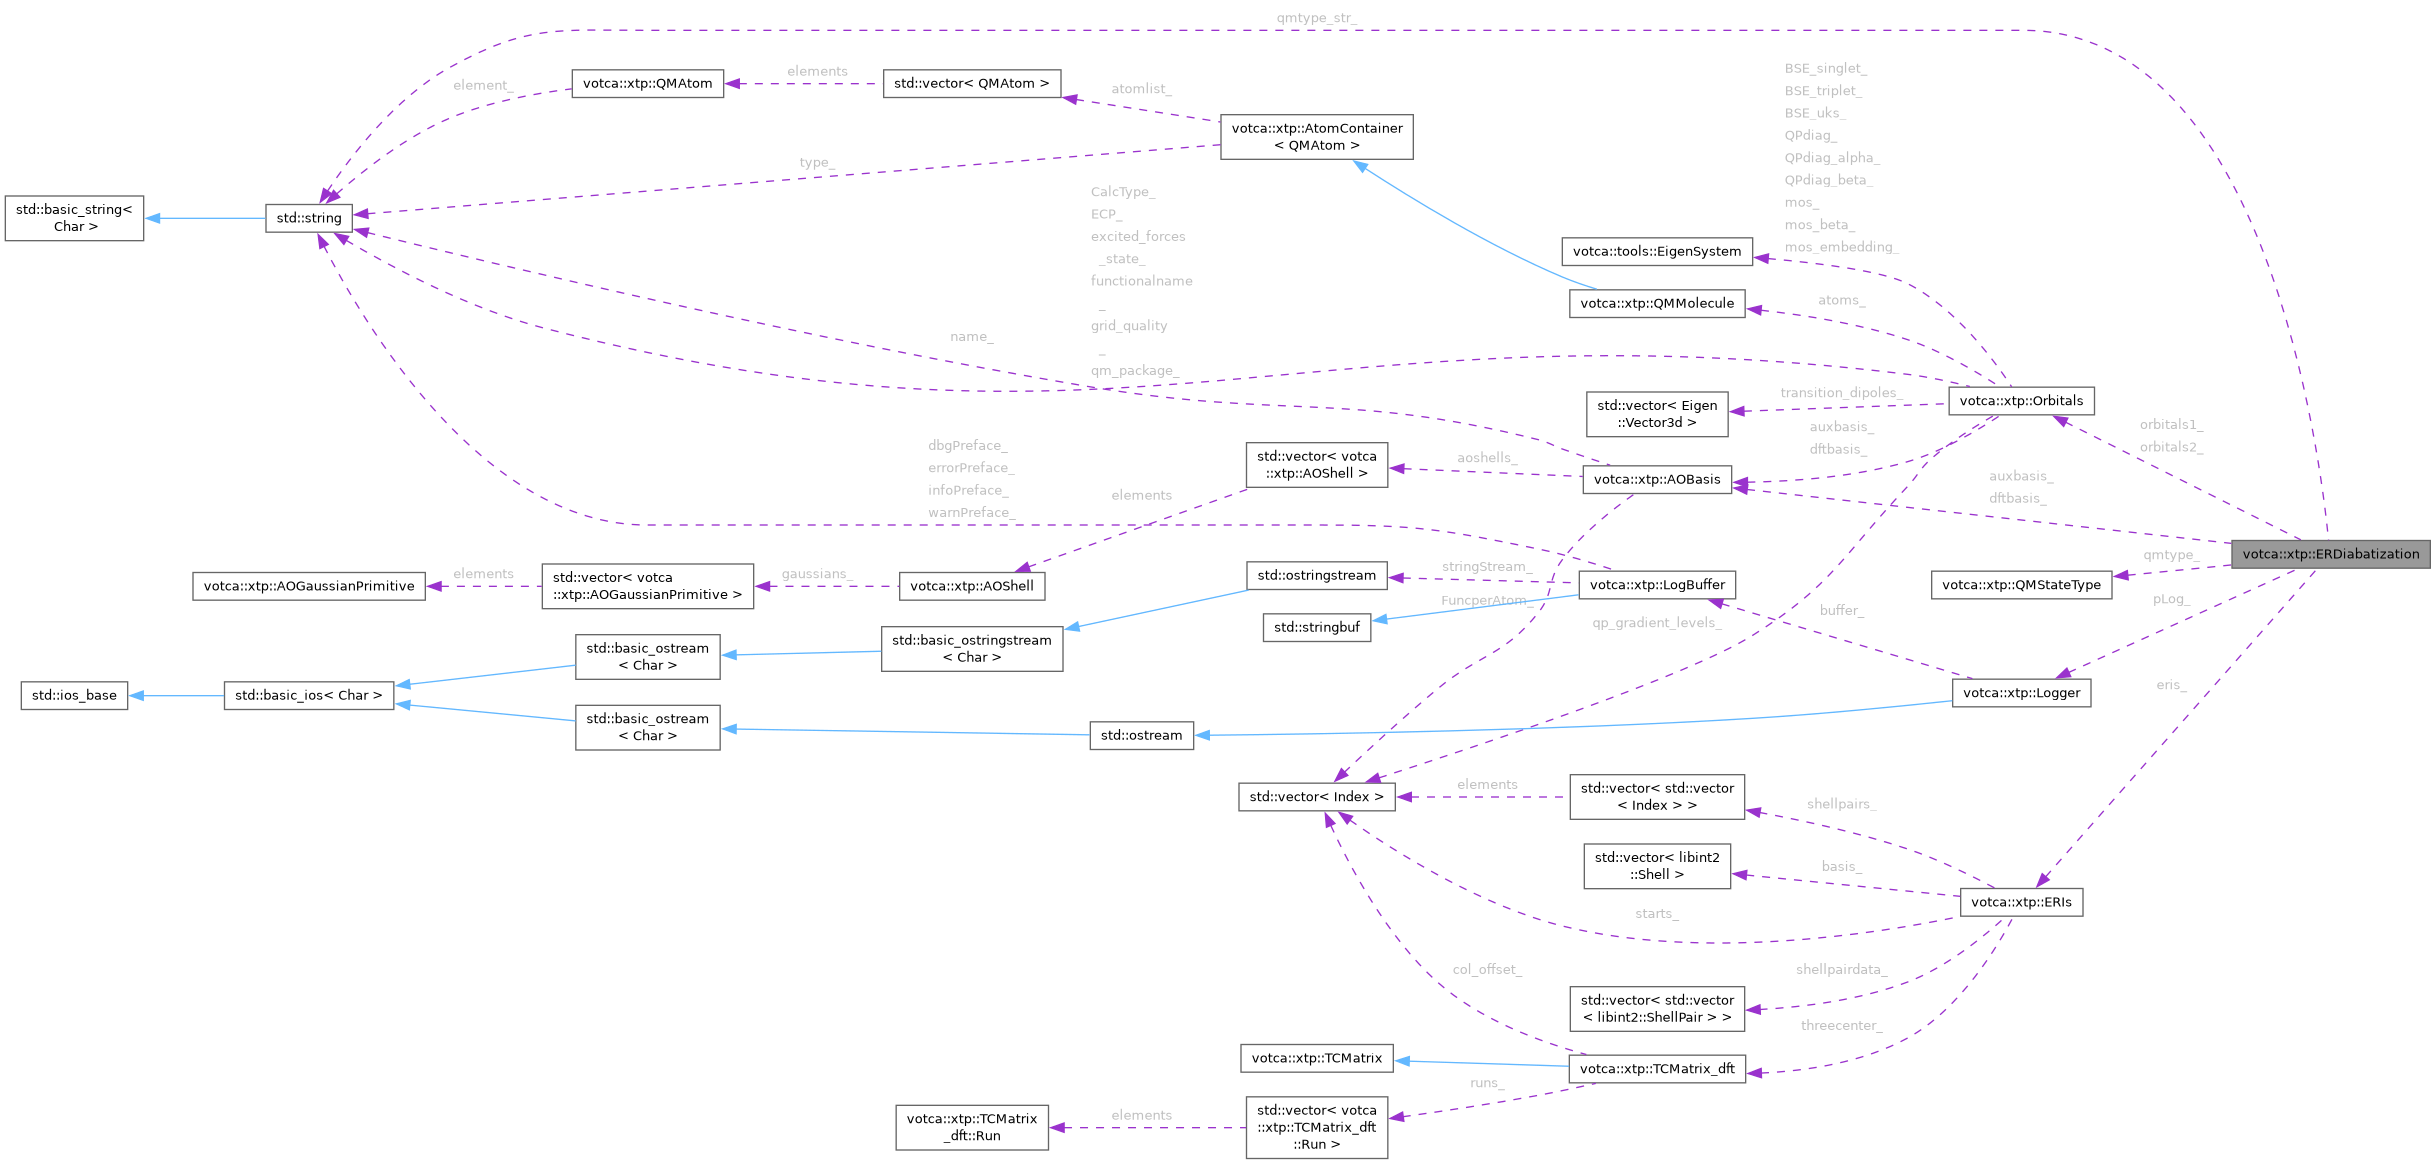 qmtype_str_
votca::xtp::QMAtom
elements
std::vector< QMAtom >
element_
atomlist_
votca::xtp::AtomContainer
< QMAtom >
type_
BSE_singlet_
BSE_triplet_
BSE_uks_
QPdiag_
QPdiag_alpha_
QPdiag_beta_
mos_
mos_beta_
mos_embedding_
std::basic_string<
Char >
std::string
CalcType_
ECP_
excited_forces
_state_
functionalname
_
grid_quality
_
qm_package_
name_
votca::tools::EigenSystem
votca::xtp::QMMolecule
atoms_
std::vector< Eigen
::Vector3d >
transition_dipoles_
votca::xtp::Orbitals
auxbasis_
dftbasis_
orbitals1_
orbitals2_
dbgPreface_
errorPreface_
infoPreface_
warnPreface_
std::vector< votca
::xtp::AOShell >
aoshells_
votca::xtp::AOBasis
elements
auxbasis_
dftbasis_
votca::xtp::ERDiabatization
votca::xtp::AOGaussianPrimitive
elements
std::vector< votca
::xtp::AOGaussianPrimitive >
gaussians_
votca::xtp::AOShell
std::ostringstream
stringStream_
votca::xtp::LogBuffer
FuncperAtom_
std::stringbuf
qp_gradient_levels_
buffer_
votca::xtp::QMStateType
qmtype_
pLog_
std::basic_ostream
< Char >
std::basic_ostringstream
< Char >
std::ios_base
std::basic_ios< Char >
std::basic_ostream
< Char >
std::ostream
votca::xtp::Logger
eris_
std::vector< Index >
elements
std::vector< std::vector
< Index > >
shellpairs_
std::vector< libint2
::Shell >
basis_
votca::xtp::ERIs
starts_
col_offset_
std::vector< std::vector
< libint2::ShellPair > >
shellpairdata_
threecenter_
votca::xtp::TCMatrix
votca::xtp::TCMatrix_dft
runs_
votca::xtp::TCMatrix
_dft::Run
elements
std::vector< votca
::xtp::TCMatrix_dft
::Run >